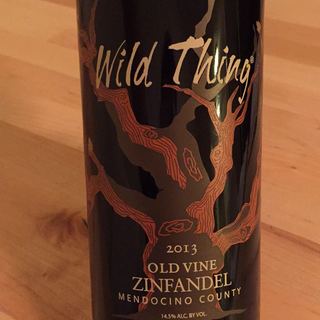 Wild Thing®
2013
OLD VINE
ZINFANDEL
MENDOCINO COUNTY
14.5% ALC. BY VOL.